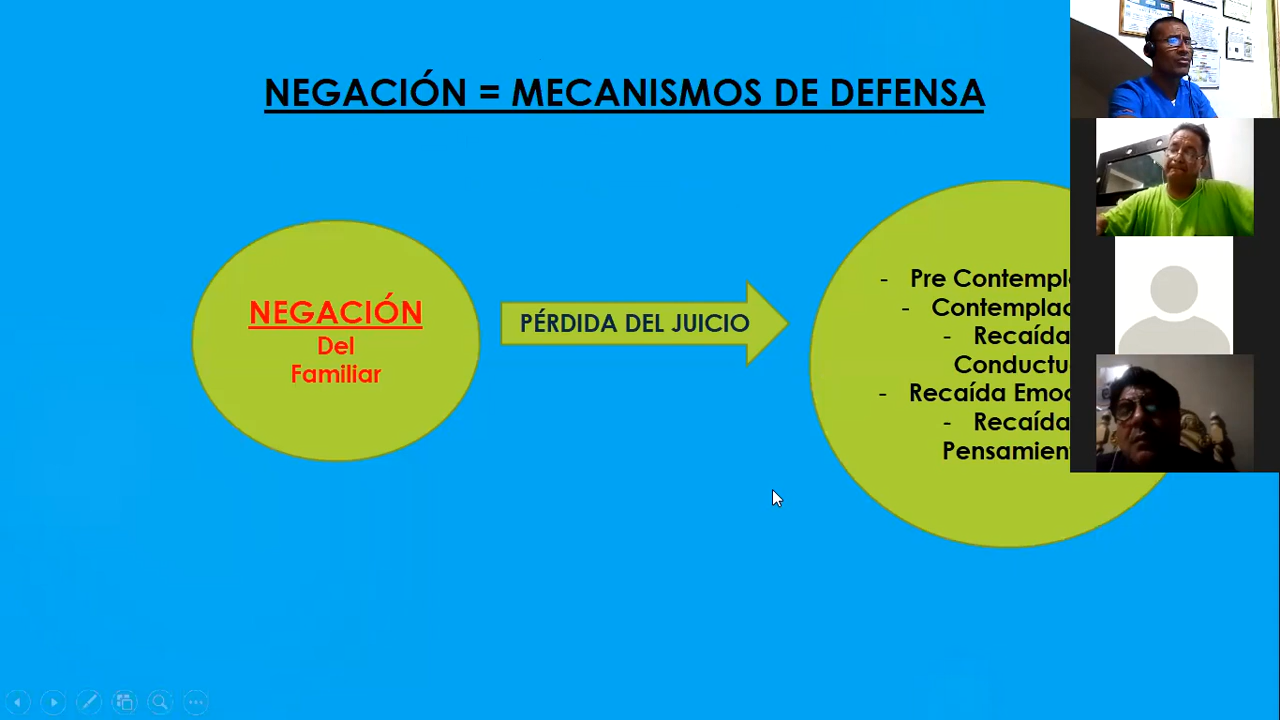 NEGACIÓN = MECANISMOS DE DEFENSA
NEGACIÓN
Del
Familiar
PÉRDIDA DEL JUICIO
- Pre Contempl
- Contemplac
- Recaída
Conductu
- Recaída Emoc
- Recaída
Pensamien